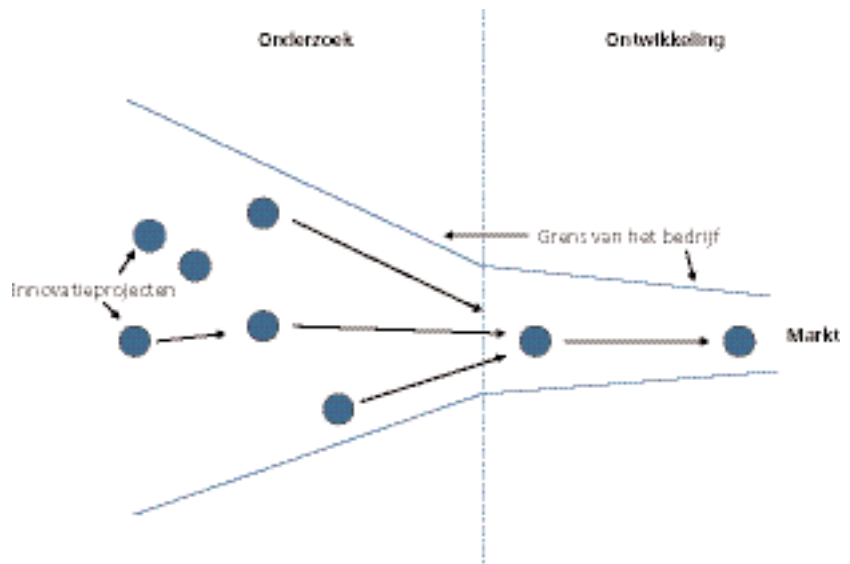 Onderzoek
Ontwikkeling
Grens van het bedrijf
Innovatieprojecten
Markt